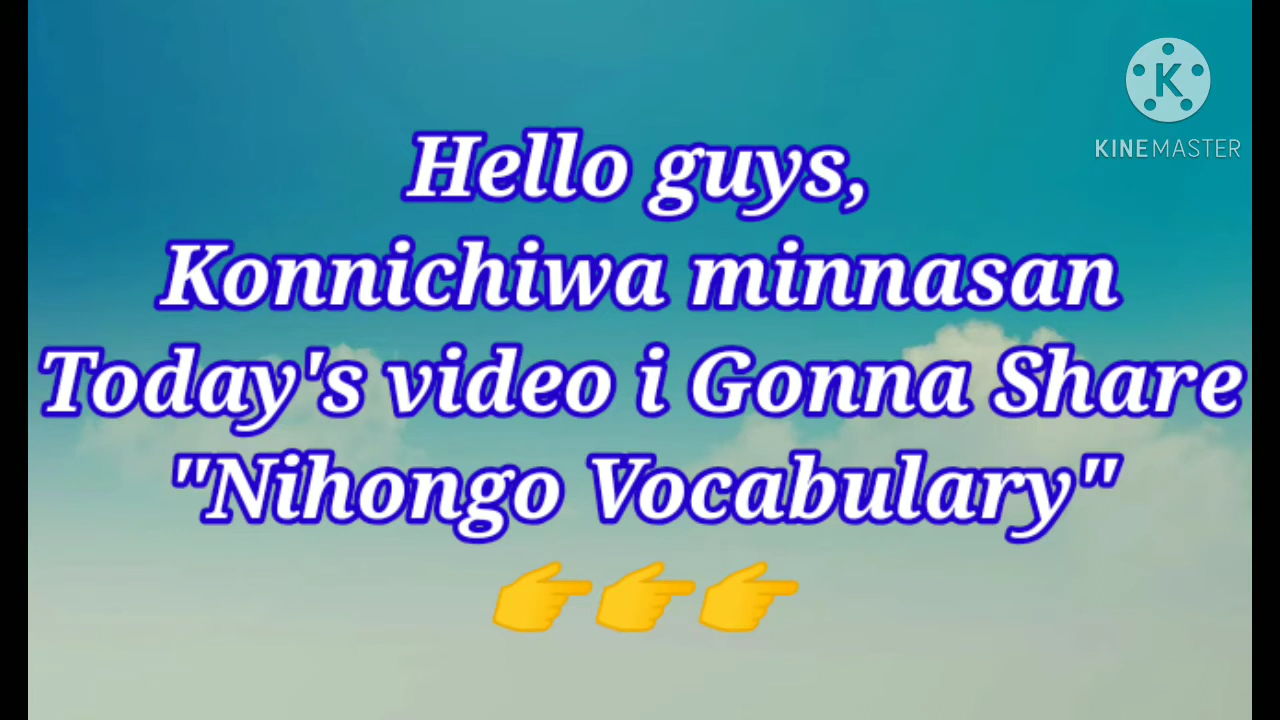 K
KINEMASTER
Hello guys,
Konnichiwa minnasan
Today's video i Gonna Share
"Nihongo Vocabulary"
👉👉👉